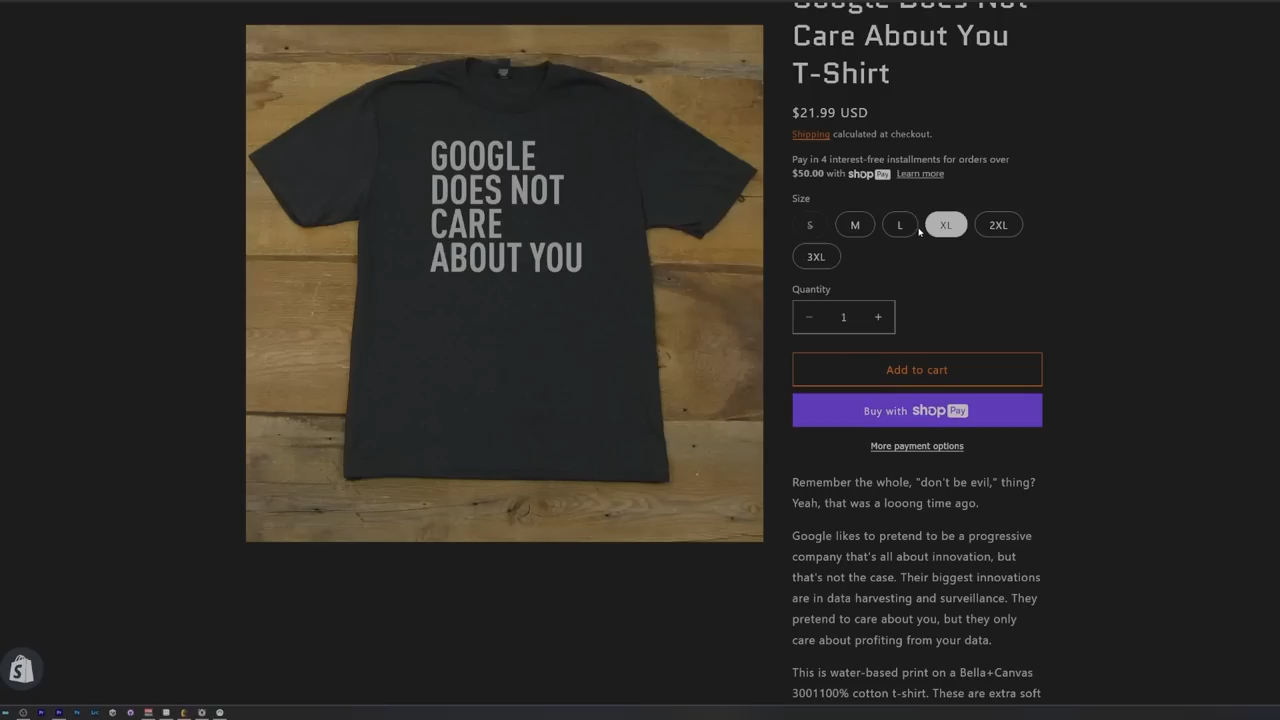 Google Does Not
Care About You
T-Shirt
$21.99 USD
Shipping calculated at checkout.
Pay in 4 interest-free installments for orders over
$50.00 with shop Pay Learn more
Size
S M L XL 2XL
3XL
Quantity
− 1 +
Add to cart
Buy with shop Pay
More payment options
Remember the whole, "don't be evil," thing?
Yeah, that was a looong time ago.
Google likes to pretend to be a progressive
company that's all about innovation, but
that's not the case. Their biggest innovations
are in data harvesting and surveillance. They
pretend to care about you, but they only
care about profiting from your data.
This is water-based print on a Bella+Canvas
3001100% cotton t-shirt. These are extra soft
GOOGLE
DOES NOT
CARE
ABOUT YOU